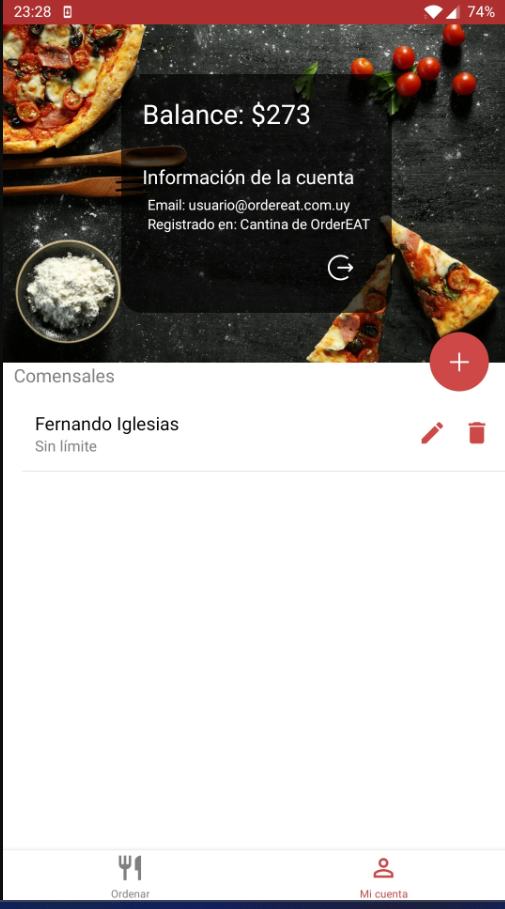 23:28
74%
Balance: $273
Información de la cuenta
Email: usuario@ordereat.com.uy
Registrado en: Cantina de OrderEAT
Comensales
Fernando Iglesias
Sin límite
Ordenar
Mi cuenta